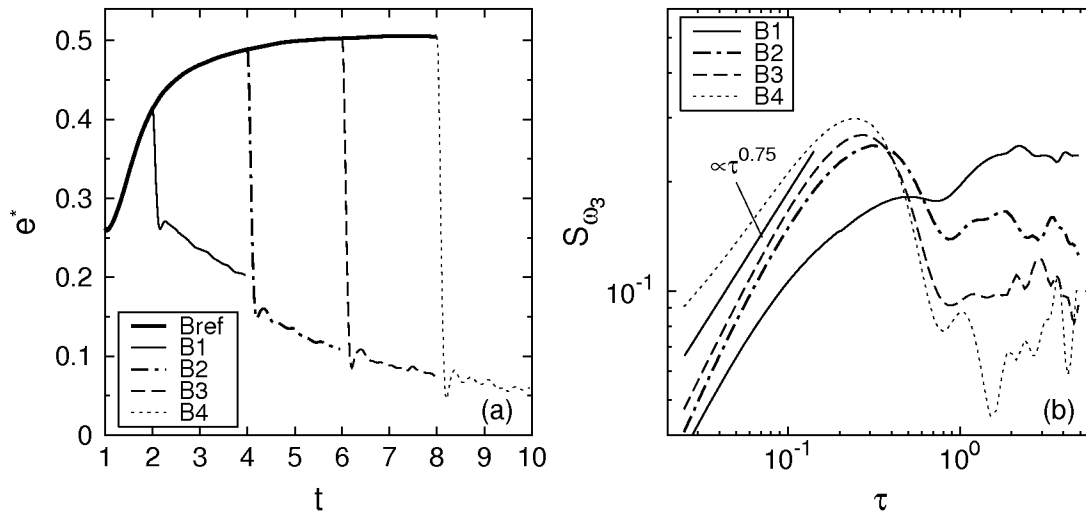 0.5
0.4
0.3
0.2
0.1
0
e*
Bref
B1
B2
B3
B4
(a)
1 2 3 4 5 6 7 8 9 10
t
B1
B2
B3
B4
∝τ^0.75
S_ω₃
10^-1
(b)
10^-1 10^0
τ